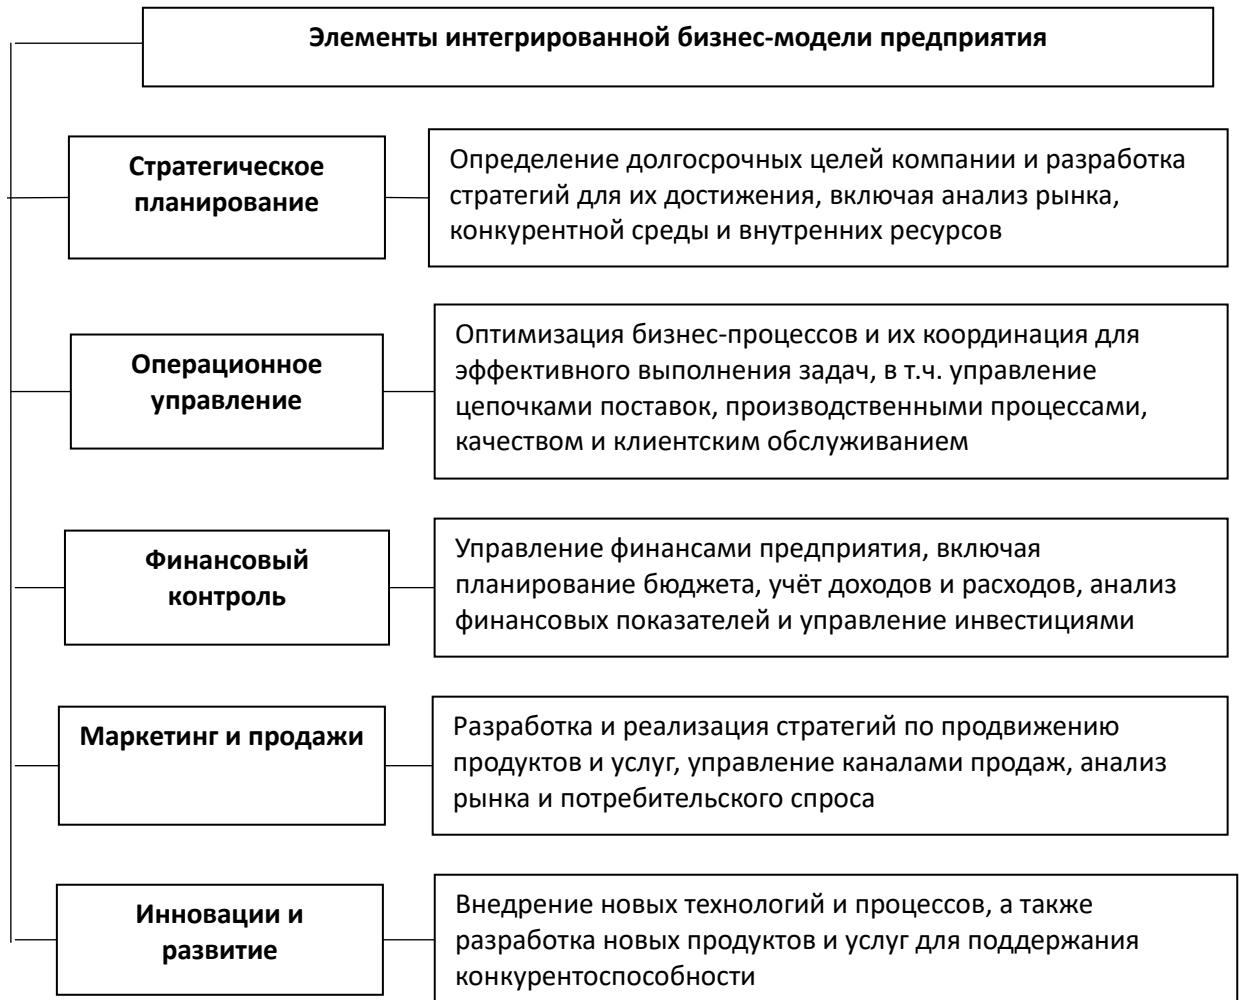 Элементы интегрированной бизнес-модели предприятия
Стратегическое
планирование
Определение долгосрочных целей компании и разработка
стратегий для их достижения, включая анализ рынка,
конкурентной среды и внутренних ресурсов
Операционное
управление
Оптимизация бизнес-процессов и их координация для
эффективного выполнения задач, в т.ч. управление
цепочками поставок, производственными процессами,
качеством и клиентским обслуживанием
Финансовый
контроль
Управление финансами предприятия, включая
планирование бюджета, учёт доходов и расходов, анализ
финансовых показателей и управление инвестициями
Маркетинг и продажи
Разработка и реализация стратегий по продвижению
продуктов и услуг, управление каналами продаж, анализ
рынка и потребительского спроса
Инновации и
развитие
Внедрение новых технологий и процессов, а также
разработка новых продуктов и услуг для поддержания
конкурентоспособности